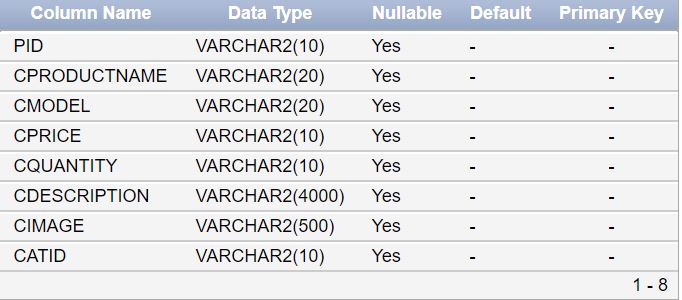 Column Name Data Type Nullable Default Primary Key
PID VARCHAR2(10) Yes - -
CPRODUCTNAME VARCHAR2(20) Yes - -
CMODEL VARCHAR2(20) Yes - -
CPRICE VARCHAR2(10) Yes - -
CQUANTITY VARCHAR2(10) Yes - -
CDESCRIPTION VARCHAR2(4000) Yes - -
CIMAGE VARCHAR2(500) Yes - -
CATID VARCHAR2(10) Yes - -
1 - 8